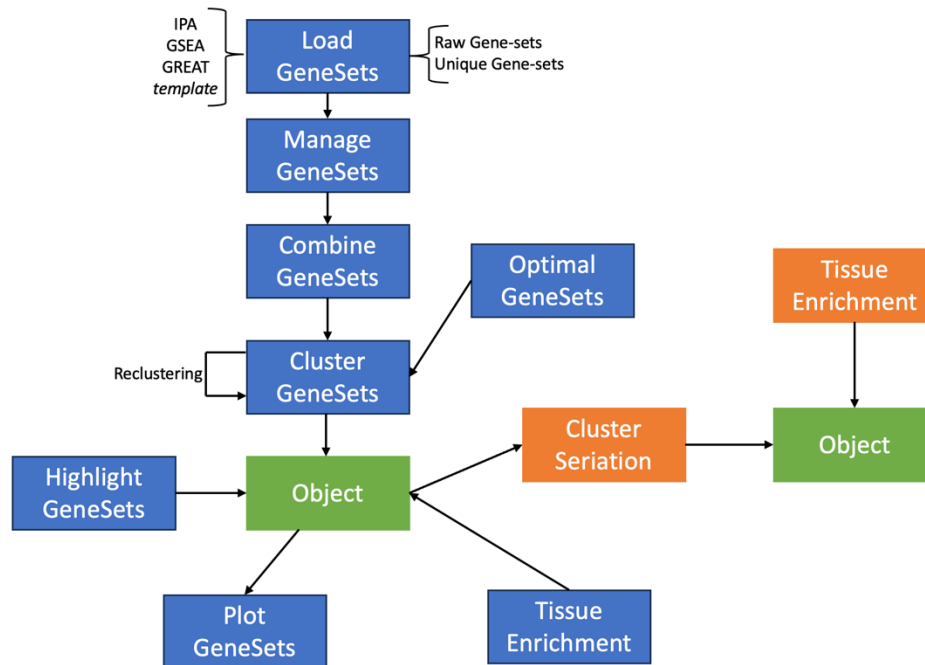 IPA
GSEA
GREAT
template
Load
GeneSets
Raw Gene-sets
Unique Gene-sets
Manage
GeneSets
Combine
GeneSets
Optimal
GeneSets
Tissue
Enrichment
Reclustering
Cluster
GeneSets
Cluster
Seriation
Object
Highlight
GeneSets
Object
Plot
GeneSets
Tissue
Enrichment